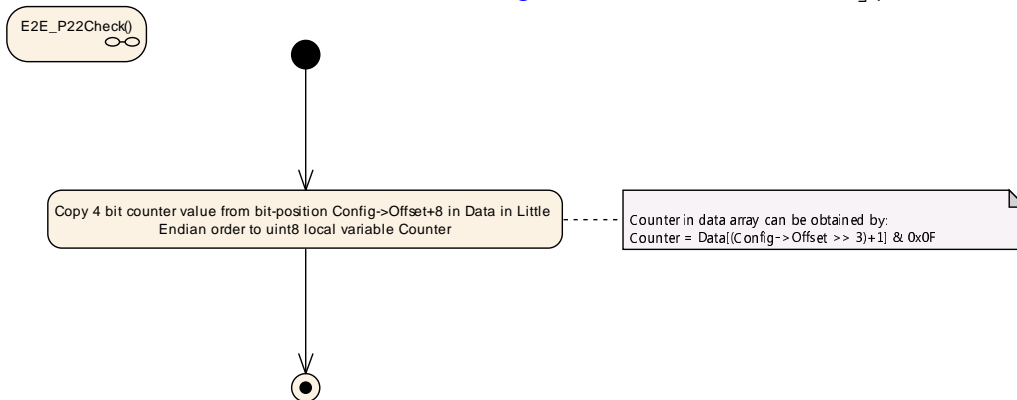 E2E_P22Check()
Copy 4 bit counter value from bit-position Config->Offset+8 in Data in Little
Endian order to uint8 local variable Counter
Counter in data array can be obtained by:
Counter = Data[(Config->Offset >> 3)+1] & 0x0F